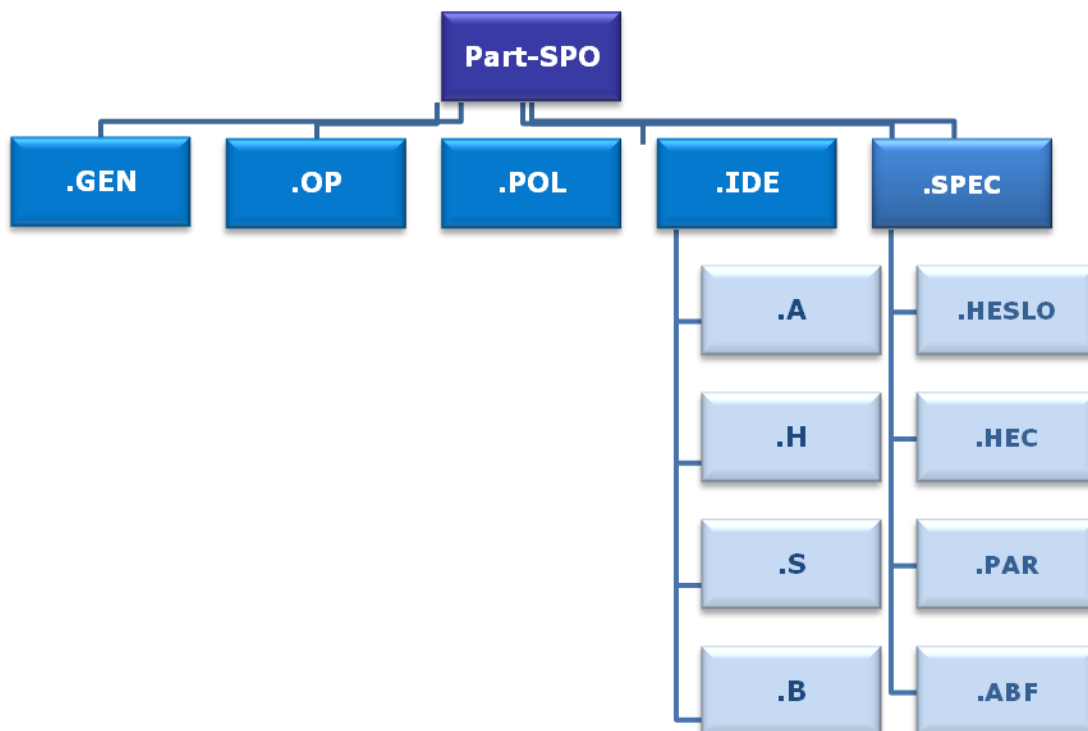 Part-SPO
.GEN
.OP
.POL
.IDE
.SPEC
.A
.HESLO
.H
.HEC
.S
.PAR
.B
.ABF